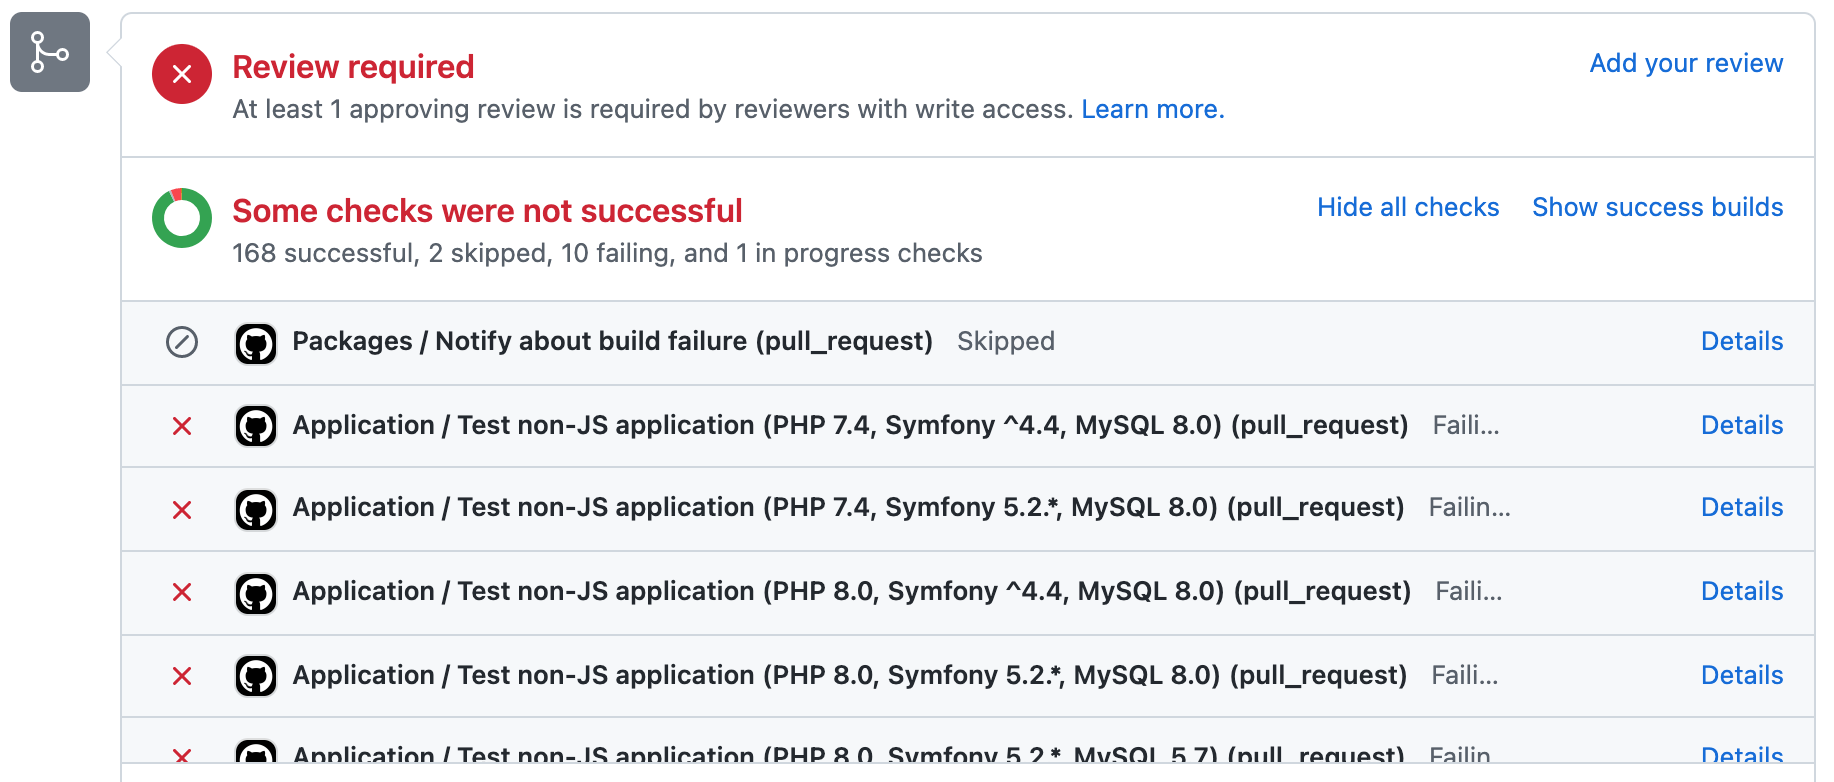 Review required
Add your review
At least 1 approving review is required by reviewers with write access. Learn more.
Some checks were not successful
Hide all checks Show success builds
168 successful, 2 skipped, 10 failing, and 1 in progress checks
Packages / Notify about build failure (pull_request) Skipped Details
Application / Test non-JS application (PHP 7.4, Symfony ^4.4, MySQL 8.0) (pull_request) Faili... Details
Application / Test non-JS application (PHP 7.4, Symfony 5.2.*, MySQL 8.0) (pull_request) Failin... Details
Application / Test non-JS application (PHP 8.0, Symfony ^4.4, MySQL 8.0) (pull_request) Faili... Details
Application / Test non-JS application (PHP 8.0, Symfony 5.2.*, MySQL 8.0) (pull_request) Faili... Details
Application / Test non-JS application (PHP 8.0, Symfony 5.2.*, MySQL 5.7) (pull_request) Failin... Details